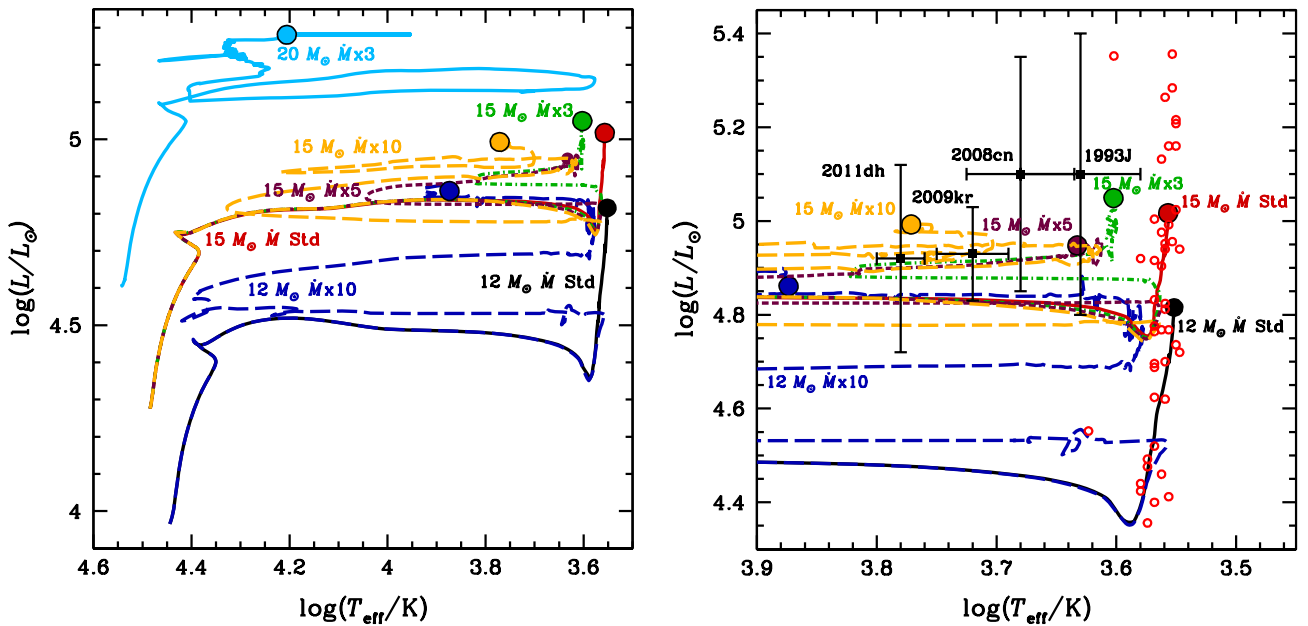 20 M☉ Ṁx3
15 M☉ Ṁx3
15 M☉ Ṁx10
15 M☉ Ṁx5
15 M☉ Ṁ Std
12 M☉ Ṁ Std
12 M☉ Ṁx10
5
4.5
4
4.6
4.4
4.2
4
3.8
3.6
log(L/L☉)
log(Teff/K)
5.4
5.2
5
4.8
4.6
4.4
3.9
3.8
3.7
3.6
3.5
log(L/L☉)
log(Teff/K)
2011dh
2008cn
1993J
2009kr
15 M☉ Ṁx3
15 M☉ Ṁx10
15 M☉ Ṁx5
15 M☉ Ṁ Std
12 M☉ Ṁ Std
12 M☉ Ṁx10